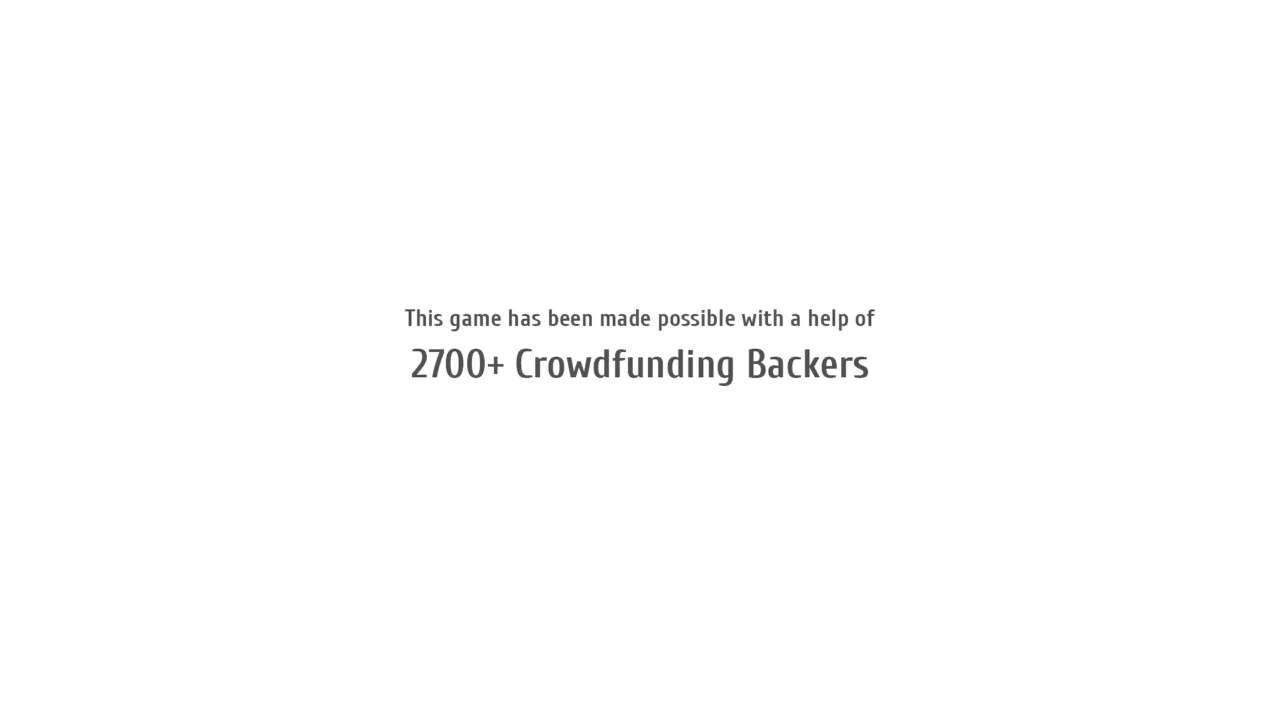 This game has been made possible with a help of
2700+ Crowdfunding Backers